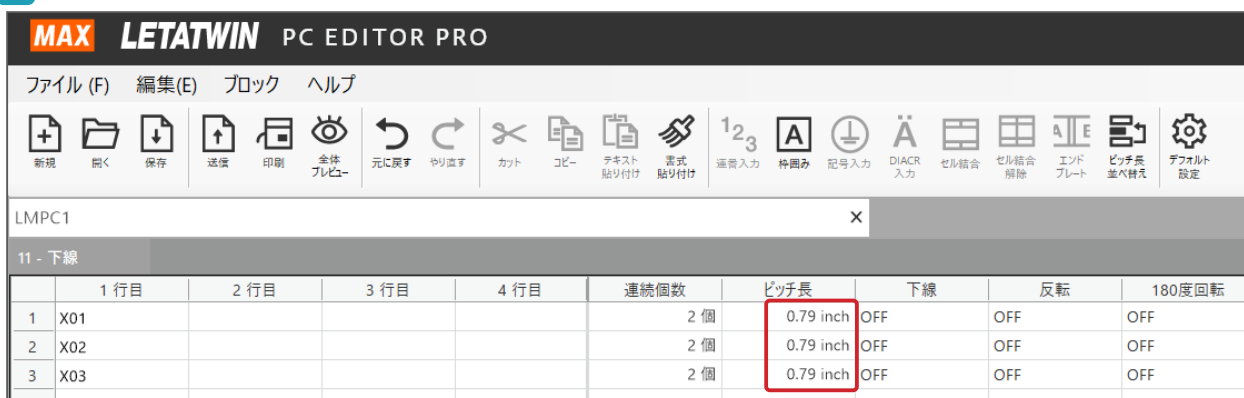 MAX LETATWIN PC EDITOR PRO
ファイル (F) 編集(E) ブロック ヘルプ
新規 開く 保存 送信 印刷 全体プレビュー 元に戻す やり直す カット コピー テキスト貼り付け 書式貼り付け 連番入力 枠囲み 記号入力 DIACR入力 セル結合 セル結合解除 エンドプレート ピッチ長並べ替え デフォルト設定
LMPC1 ×
11 - 下線
1 行目 2 行目 3 行目 4 行目 連続個数 ピッチ長 下線 反転 180度回転
1 X01 2 個 0.79 inch OFF OFF OFF
2 X02 2 個 0.79 inch OFF OFF OFF
3 X03 2 個 0.79 inch OFF OFF OFF